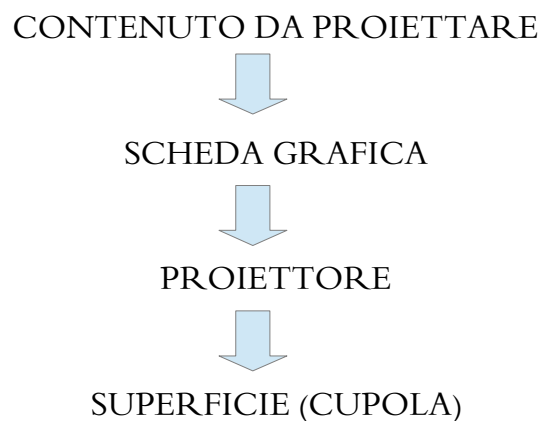 CONTENUTO DA PROIETTARE
SCHEDA GRAFICA
PROIETTORE
SUPERFICIE (CUPOLA)